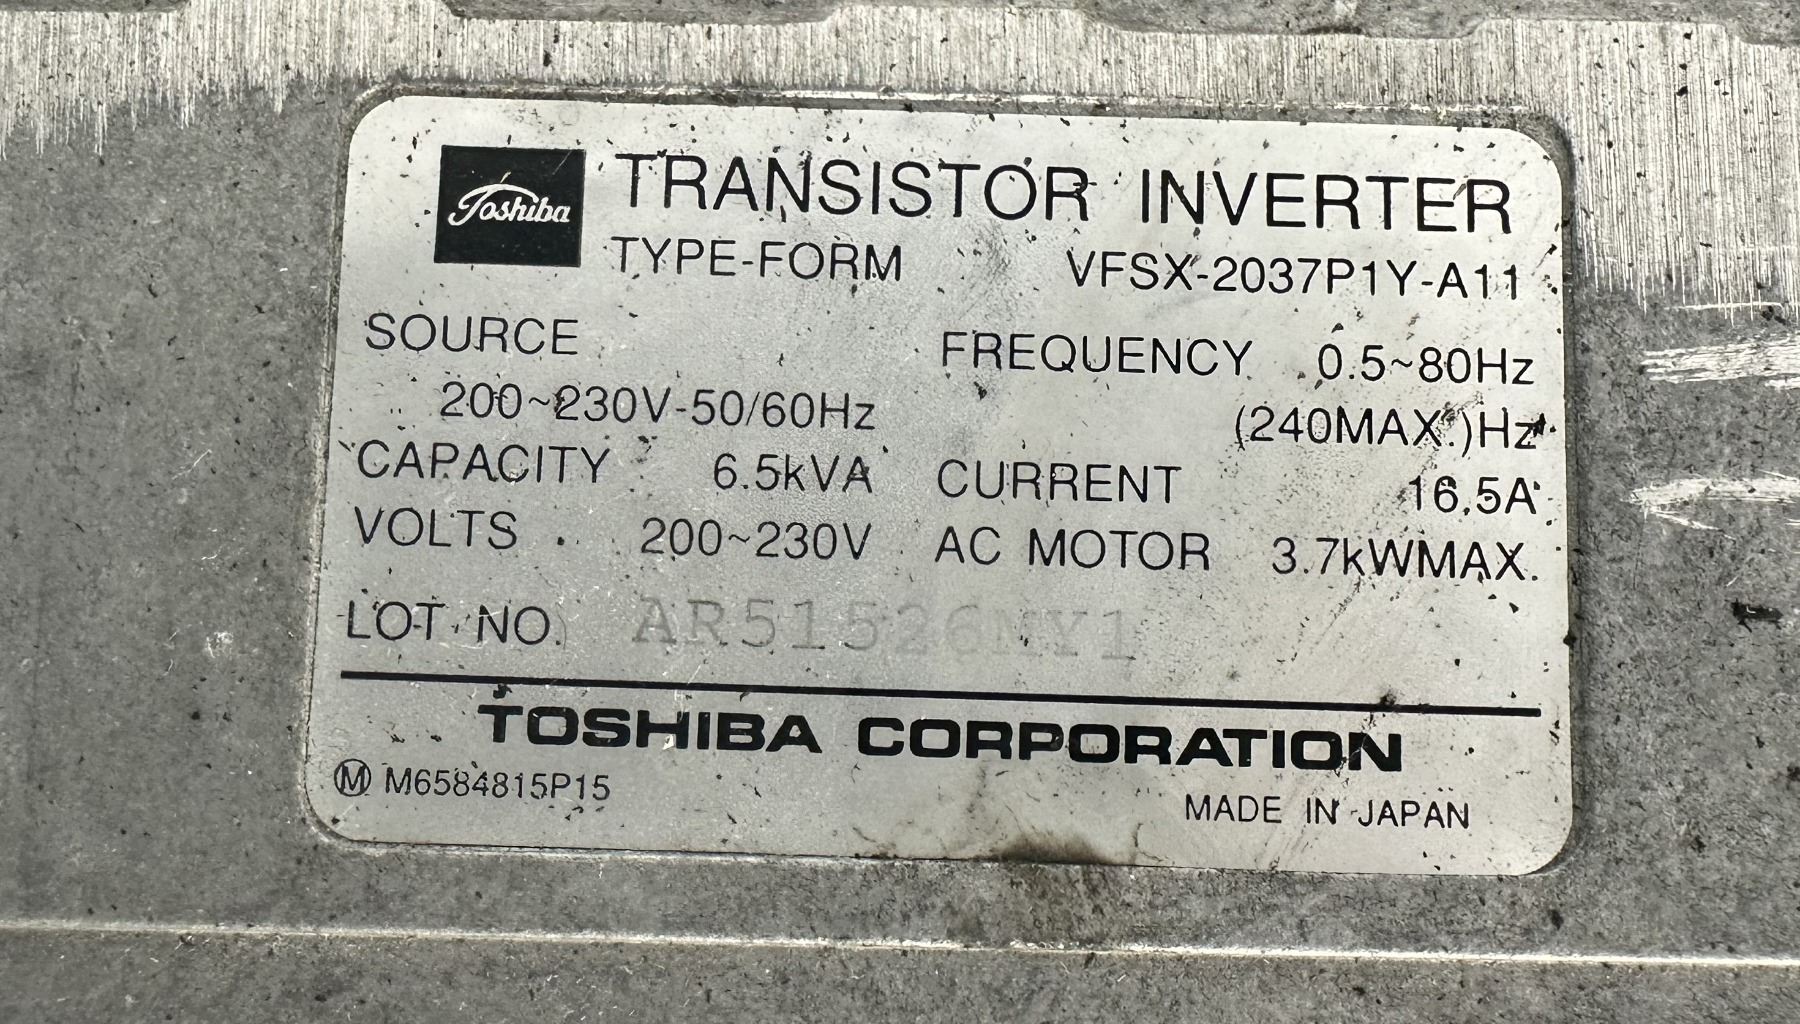 Toshiba TRANSISTOR INVERTER
TYPE-FORM VFSX-2037P1Y-A11
SOURCE FREQUENCY 0.5~80Hz
200~230V-50/60Hz (240MAX.)Hz
CAPACITY 6.5kVA CURRENT 16.5A
VOLTS 200~230V AC MOTOR 3.7kWMAX.
LOT NO.
TOSHIBA CORPORATION
Ⓜ M6584815P15
MADE IN JAPAN